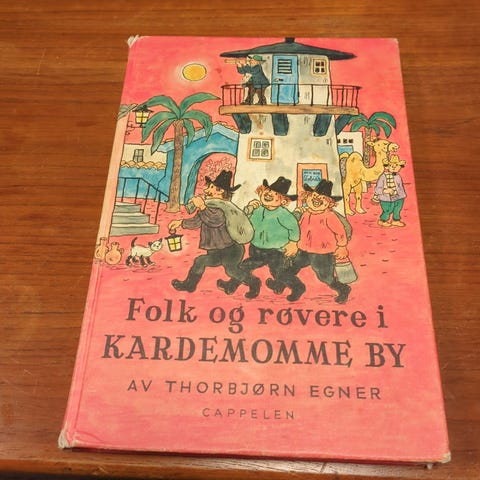 Folk og røvere i
KARDEMOMME BY
AV THORBJØRN EGNER
CAPPELEN